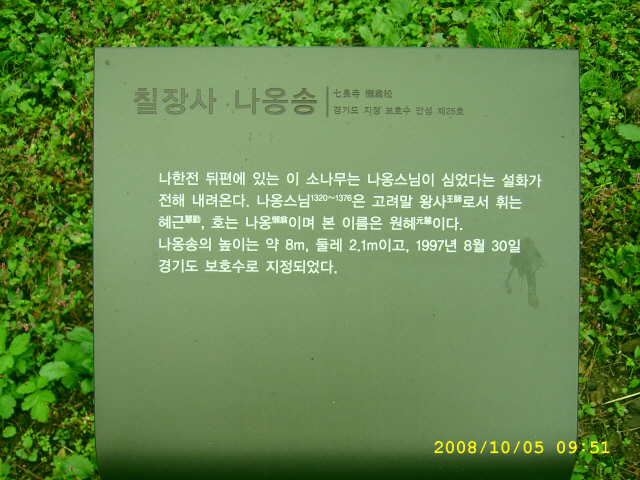 칠장사 나옹송
七長寺 懶翁松
경기도 지정 보호수 안성 제25호
나한전 뒤편에 있는 이 소나무는 나옹스님이 심었다는 설화가
전해 내려온다. 나옹스님1320~1376은 고려말 왕사王師로서 휘는
혜근慧勤, 호는 나옹懶翁이며 본 이름은 원혜元慧이다.
나옹송의 높이는 약 8m, 둘레 2.1m이고, 1997년 8월 30일
경기도 보호수로 지정되었다.
2008/10/05 09:51